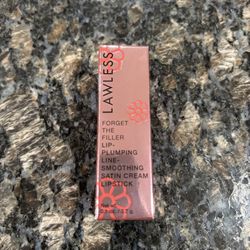 LAWLESS
FORGET
THE
FILLER
LIP-
PLUMPING
LINE-
SMOOTHING
SATIN CREAM
LIPSTICK